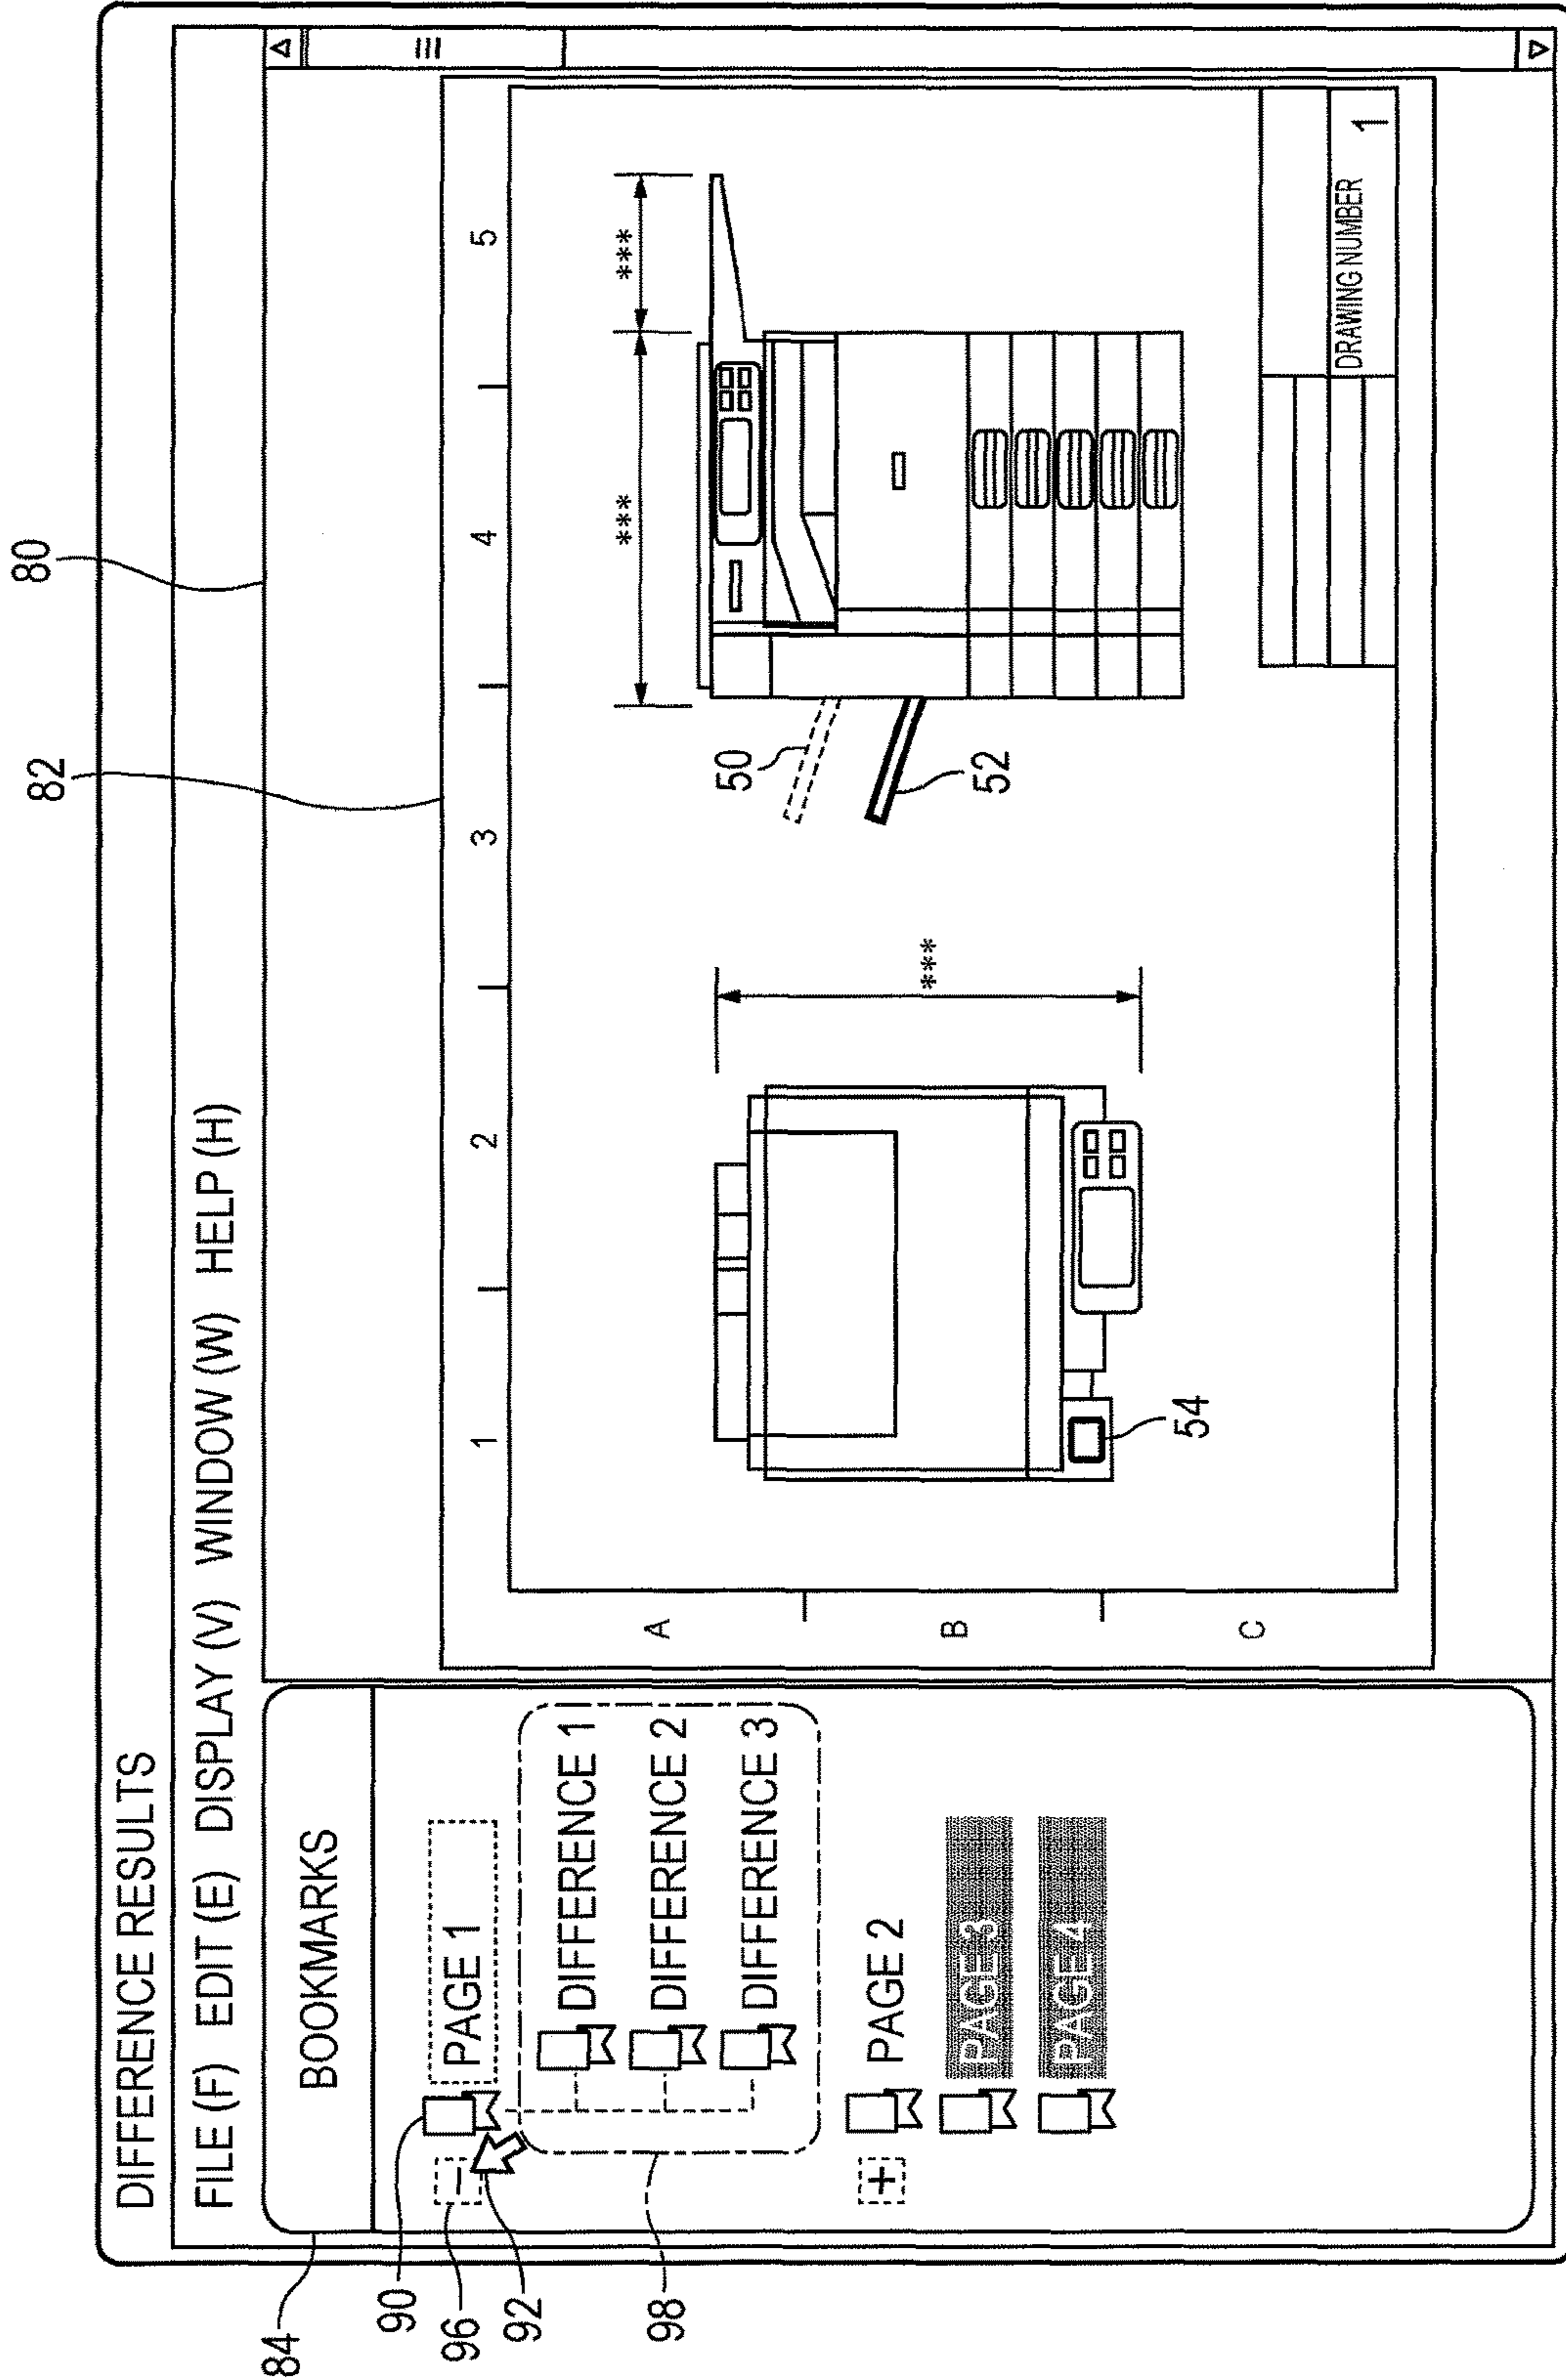 80
82
DIFFERENCE RESULTS
FILE (F) EDIT (E) DISPLAY (V) WINDOW (W) HELP (H)
84
BOOKMARKS
90
96
92
PAGE 1
DIFFERENCE 1
DIFFERENCE 2
DIFFERENCE 3
98
PAGE 2
PAGE 3
PAGE 4
1 2 3 4 5
A
B
C
***
***
***
50
52
54
DRAWING NUMBER 1